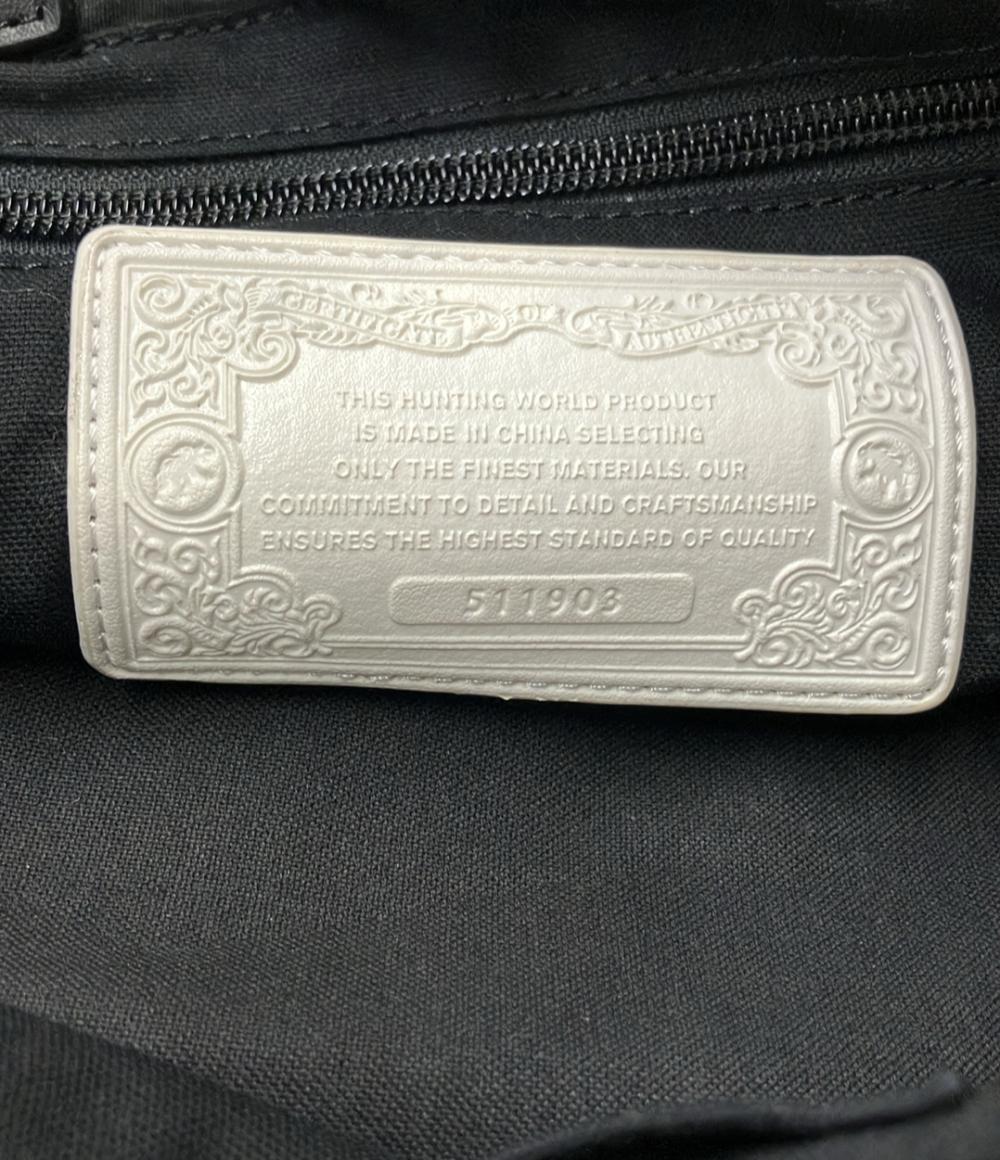 CERTIFICATE OF AUTHENTICITY
THIS HUNTING WORLD PRODUCT
IS MADE IN CHINA SELECTING
ONLY THE FINEST MATERIALS. OUR
COMMITMENT TO DETAIL AND CRAFTSMANSHIP
ENSURES THE HIGHEST STANDARD OF QUALITY
511903